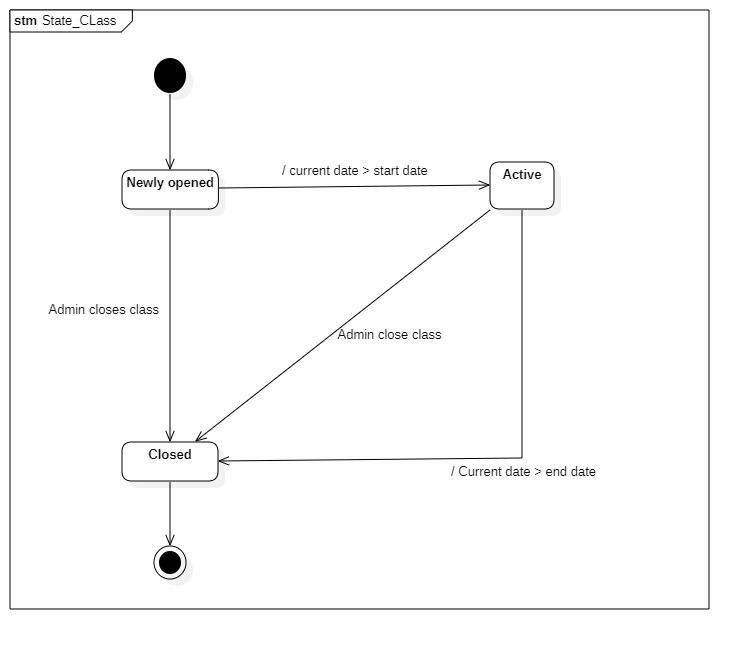 stm State_CLass
/ current date > start date
Newly opened
Active
Admin closes class
Admin close class
Closed
/ Current date > end date